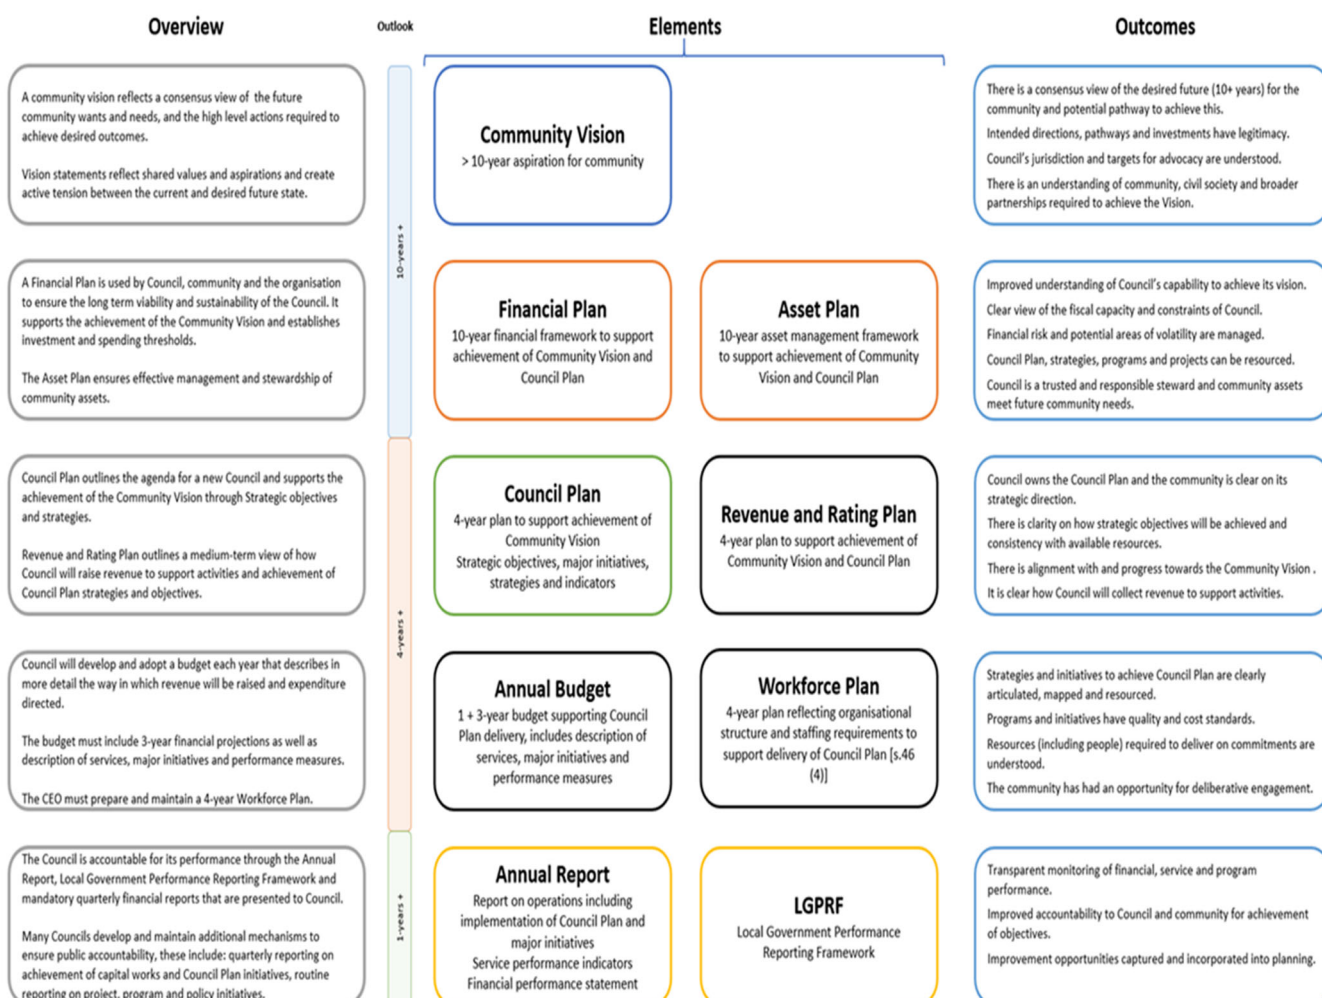 Overview
Outlook
Elements
Outcomes
A community vision reflects a consensus view of  the future
community wants and needs, and the high level actions required to
achieve desired outcomes.
Vision statements reflect shared values and aspirations and create
active tension between the current and desired future state.
10-years +
Community Vision
> 10-year aspiration for community
There is a consensus view of the desired future (10+ years) for the
community and potential pathway to achieve this.
Intended directions, pathways and investments have legitimacy.
Council's jurisdiction and targets for advocacy are understood.
There is an understanding of community, civil society and broader
partnerships required to achieve the Vision.
A Financial Plan is used by Council, community and the organisation
to ensure the long term viability and sustainability of the Council. It
supports the achievement of the Community Vision and establishes
investment and spending thresholds.
The Asset Plan ensures effective management and stewardship of
community assets.
Financial Plan
10-year financial framework to support
achievement of Community Vision and
Council Plan
Asset Plan
10-year asset management framework
to support achievement of Community
Vision and Council Plan
Improved understanding of Council's capability to achieve its vision.
Clear view of the fiscal capacity and constraints of Council.
Financial risk and potential areas of volatility are managed.
Council Plan, strategies, programs and projects can be resourced.
Council is a trusted and responsible steward and community assets
meet future community needs.
Council Plan outlines the agenda for a new Council and supports the
achievement of the Community Vision through Strategic objectives
and strategies.
Revenue and Rating Plan outlines a medium-term view of how
Council will raise revenue to support activities and achievement of
Council Plan strategies and objectives.
4-years +
Council Plan
4-year plan to support achievement of
Community Vision
Strategic objectives, major initiatives,
strategies and indicators
Revenue and Rating Plan
4-year plan to support achievement of
Community Vision and Council Plan
Council owns the Council Plan and the community is clear on its
strategic direction.
There is clarity on how strategic objectives will be achieved and
consistency with available resources.
There is alignment with and progress towards the Community Vision .
It is clear how Council will collect revenue to support activities.
Council will develop and adopt a budget each year that describes in
more detail the way in which revenue will be raised and expenditure
directed.
The budget must include 3-year financial projections as well as
description of services, major initiatives and performance measures.
The CEO must prepare and maintain a 4-year Workforce Plan.
Annual Budget
1 + 3-year budget supporting Council
Plan delivery, includes description of
services, major initiatives and
performance measures
Workforce Plan
4-year plan reflecting organisational
structure and staffing requirements to
support delivery of Council Plan [s.46
(4)]
Strategies and initiatives to achieve Council Plan are clearly
articulated, mapped and resourced.
Programs and initiatives have quality and cost standards.
Resources (including people) required to deliver on commitments are
understood.
The community has had an opportunity for deliberative engagement.
The Council is accountable for its performance through the Annual
Report, Local Government Performance Reporting Framework and
mandatory quarterly financial reports that are presented to Council.
Many Councils develop and maintain additional mechanisms to
ensure public accountability, these include: quarterly reporting on
achievement of capital works and Council Plan initiatives, routine
reporting on project, program and policy initiatives.
1-years +
Annual Report
Report on operations including
implementation of Council Plan and
major initiatives
Service performance indicators
Financial performance statement
LGPRF
Local Government Performance
Reporting Framework
Transparent monitoring of financial, service and program
performance.
Improved accountability to Council and community for achievement
of objectives.
Improvement opportunities captured and incorporated into planning.